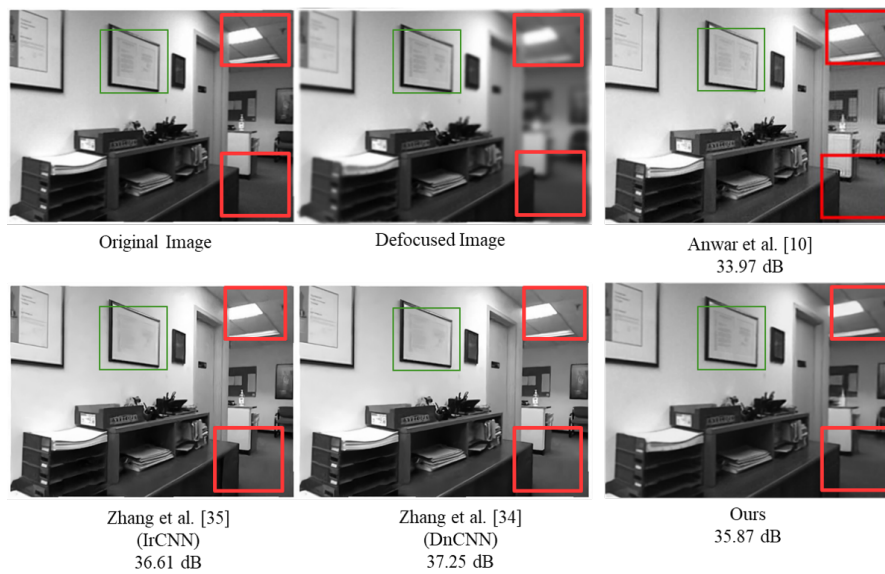 Original Image
Defocused Image
Anwar et al. [10]
33.97 dB
Zhang et al. [35]
(IrCNN)
36.61 dB
Zhang et al. [34]
(DnCNN)
37.25 dB
Ours
35.87 dB